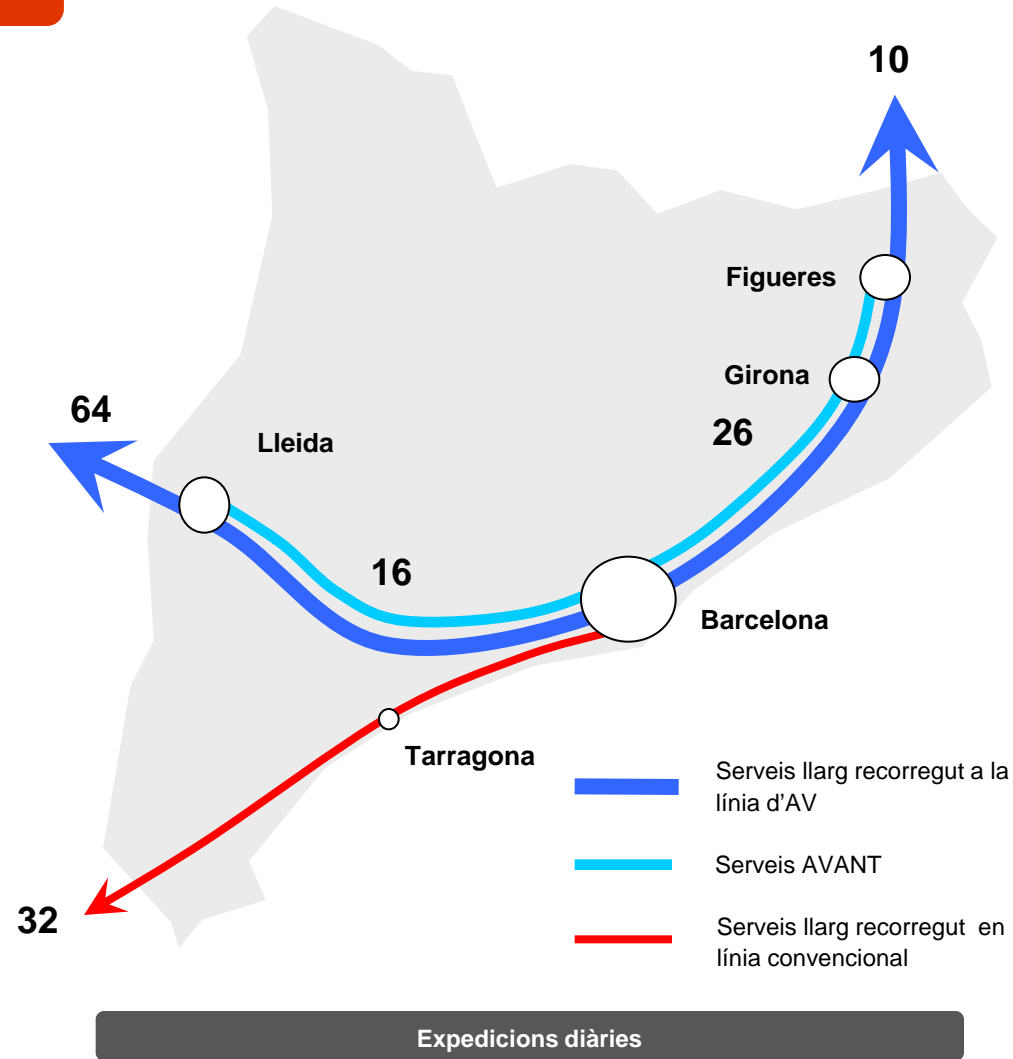 10
Figueres
Girona
64
26
Lleida
16
Barcelona
Tarragona
Serveis llarg recorregut a la
línia d'AV
Serveis AVANT
32
Serveis llarg recorregut en
línia convencional
Expedicions diàries